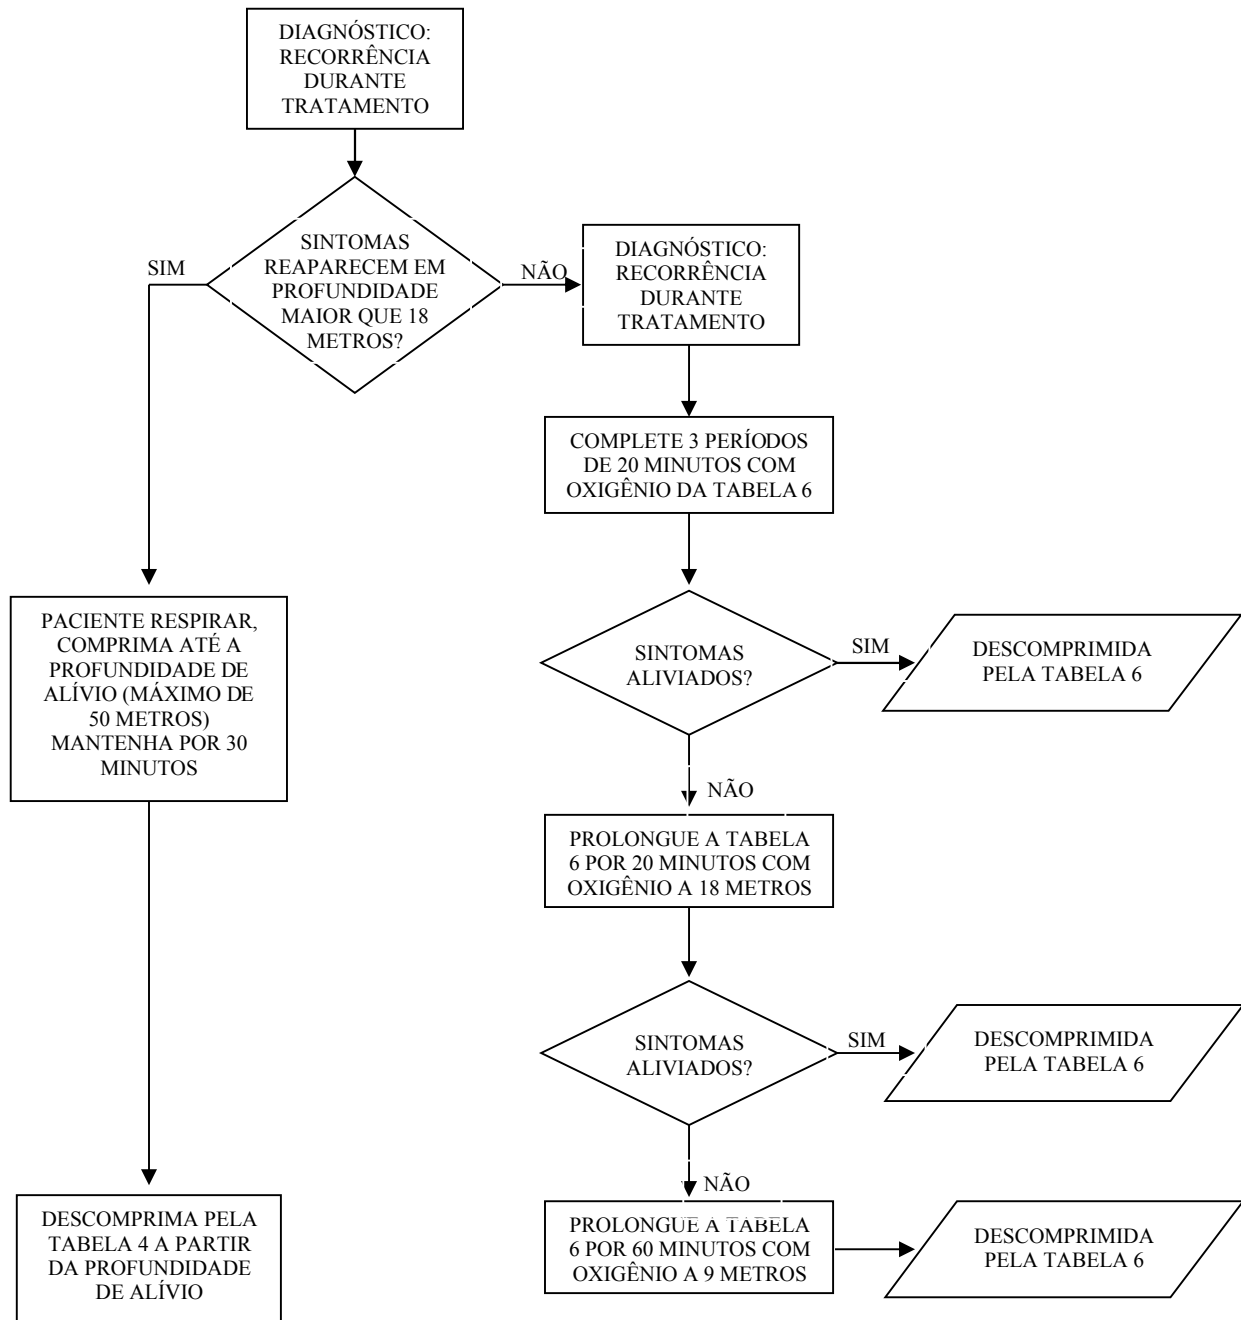 DIAGNÓSTICO:
RECORRÊNCIA
DURANTE
TRATAMENTO
SINTOMAS
REAPARECEM EM
PROFUNDIDADE
MAIOR QUE 18
METROS?
SIM
NÃO
DIAGNÓSTICO:
RECORRÊNCIA
DURANTE
TRATAMENTO
COMPLETE 3 PERÍODOS
DE 20 MINUTOS COM
OXIGÊNIO DA TABELA 6
PACIENTE RESPIRAR,
COMPRIMA ATÉ A
PROFUNDIDADE DE
ALÍVIO (MÁXIMO DE
50 METROS)
MANTENHA POR 30
MINUTOS
SINTOMAS
ALIVIADOS?
SIM
DESCOMPRIMIDA
PELA TABELA 6
NÃO
PROLONGUE A TABELA
6 POR 20 MINUTOS COM
OXIGÊNIO A 18 METROS
SINTOMAS
ALIVIADOS?
SIM
DESCOMPRIMIDA
PELA TABELA 6
NÃO
DESCOMPRIMA PELA
TABELA 4 A PARTIR
DA PROFUNDIDADE
DE ALÍVIO
PROLONGUE A TABELA
6 POR 60 MINUTOS COM
OXIGÊNIO A 9 METROS
DESCOMPRIMIDA
PELA TABELA 6